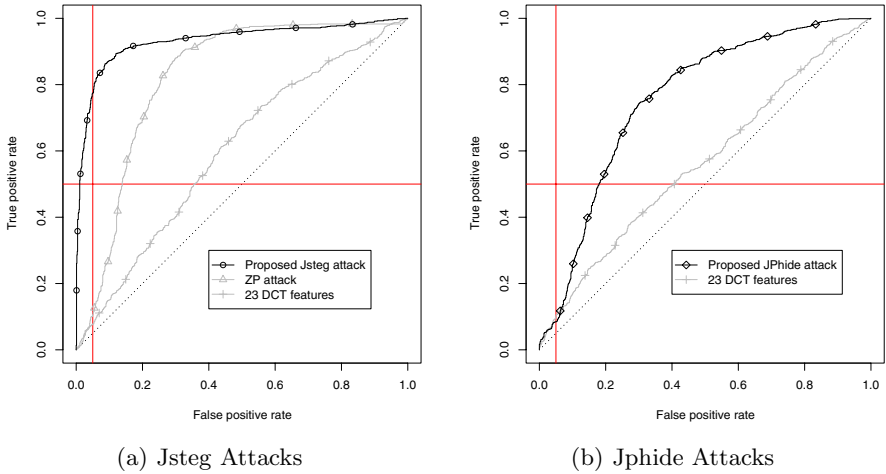 1.0
0.8
0.6
0.4
0.2
0.0
True positive rate
Proposed Jsteg attack
ZP attack
23 DCT features
0.0 0.2 0.4 0.6 0.8 1.0
False positive rate
(a) Jsteg Attacks
1.0
0.8
0.6
0.4
0.2
0.0
True positive rate
Proposed JPhide attack
23 DCT features
0.0 0.2 0.4 0.6 0.8 1.0
False positive rate
(b) Jphide Attacks